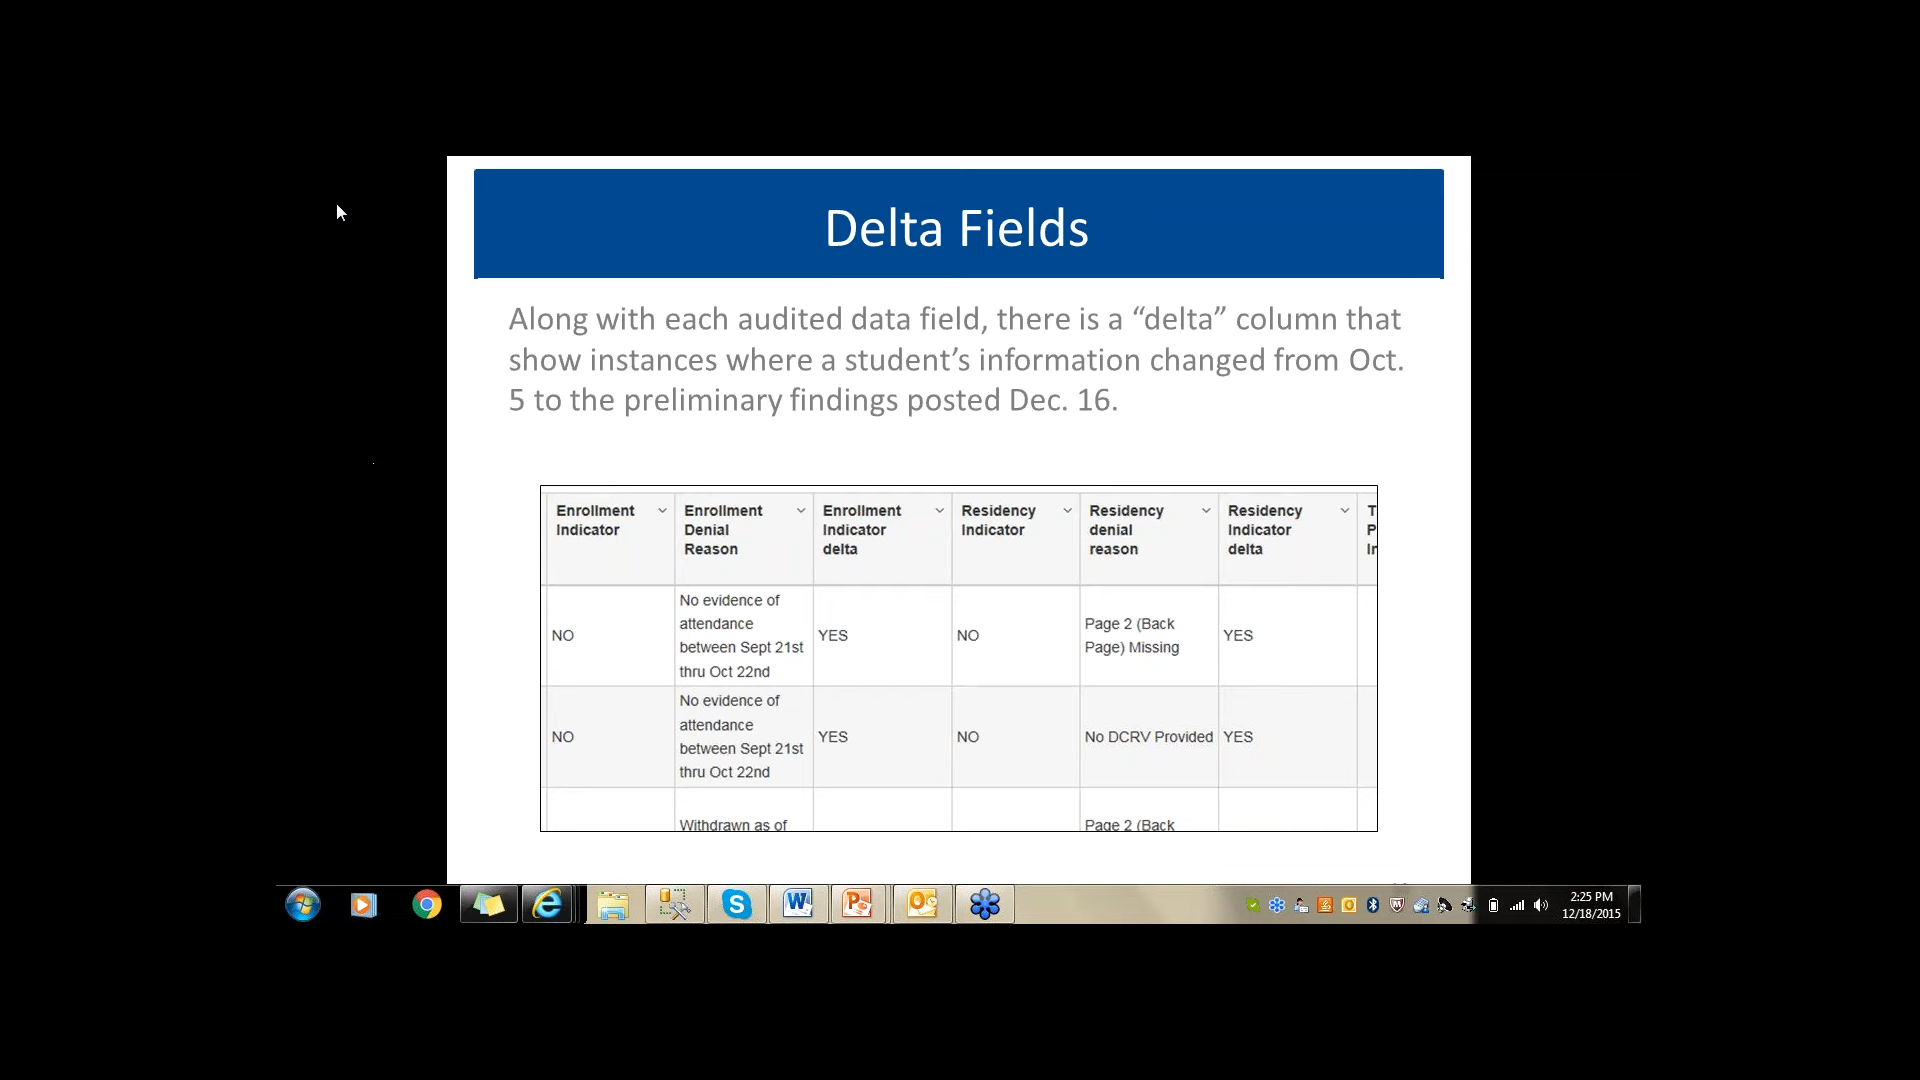 Delta Fields
Along with each audited data field, there is a “delta” column that
show instances where a student’s information changed from Oct.
5 to the preliminary findings posted Dec. 16.
Enrollment
Indicator
Enrollment
Denial
Reason
Enrollment
Indicator
delta
Residency
Indicator
Residency
denial
reason
Residency
Indicator
delta
NO
No evidence of
attendance
between Sept 21st
thru Oct 22nd
YES
NO
Page 2 (Back
Page) Missing
YES
NO
No evidence of
attendance
between Sept 21st
thru Oct 22nd
YES
NO
No DCRV Provided
YES
Withdrawn as of
Page 2 (Back
2:25 PM
12/18/2015